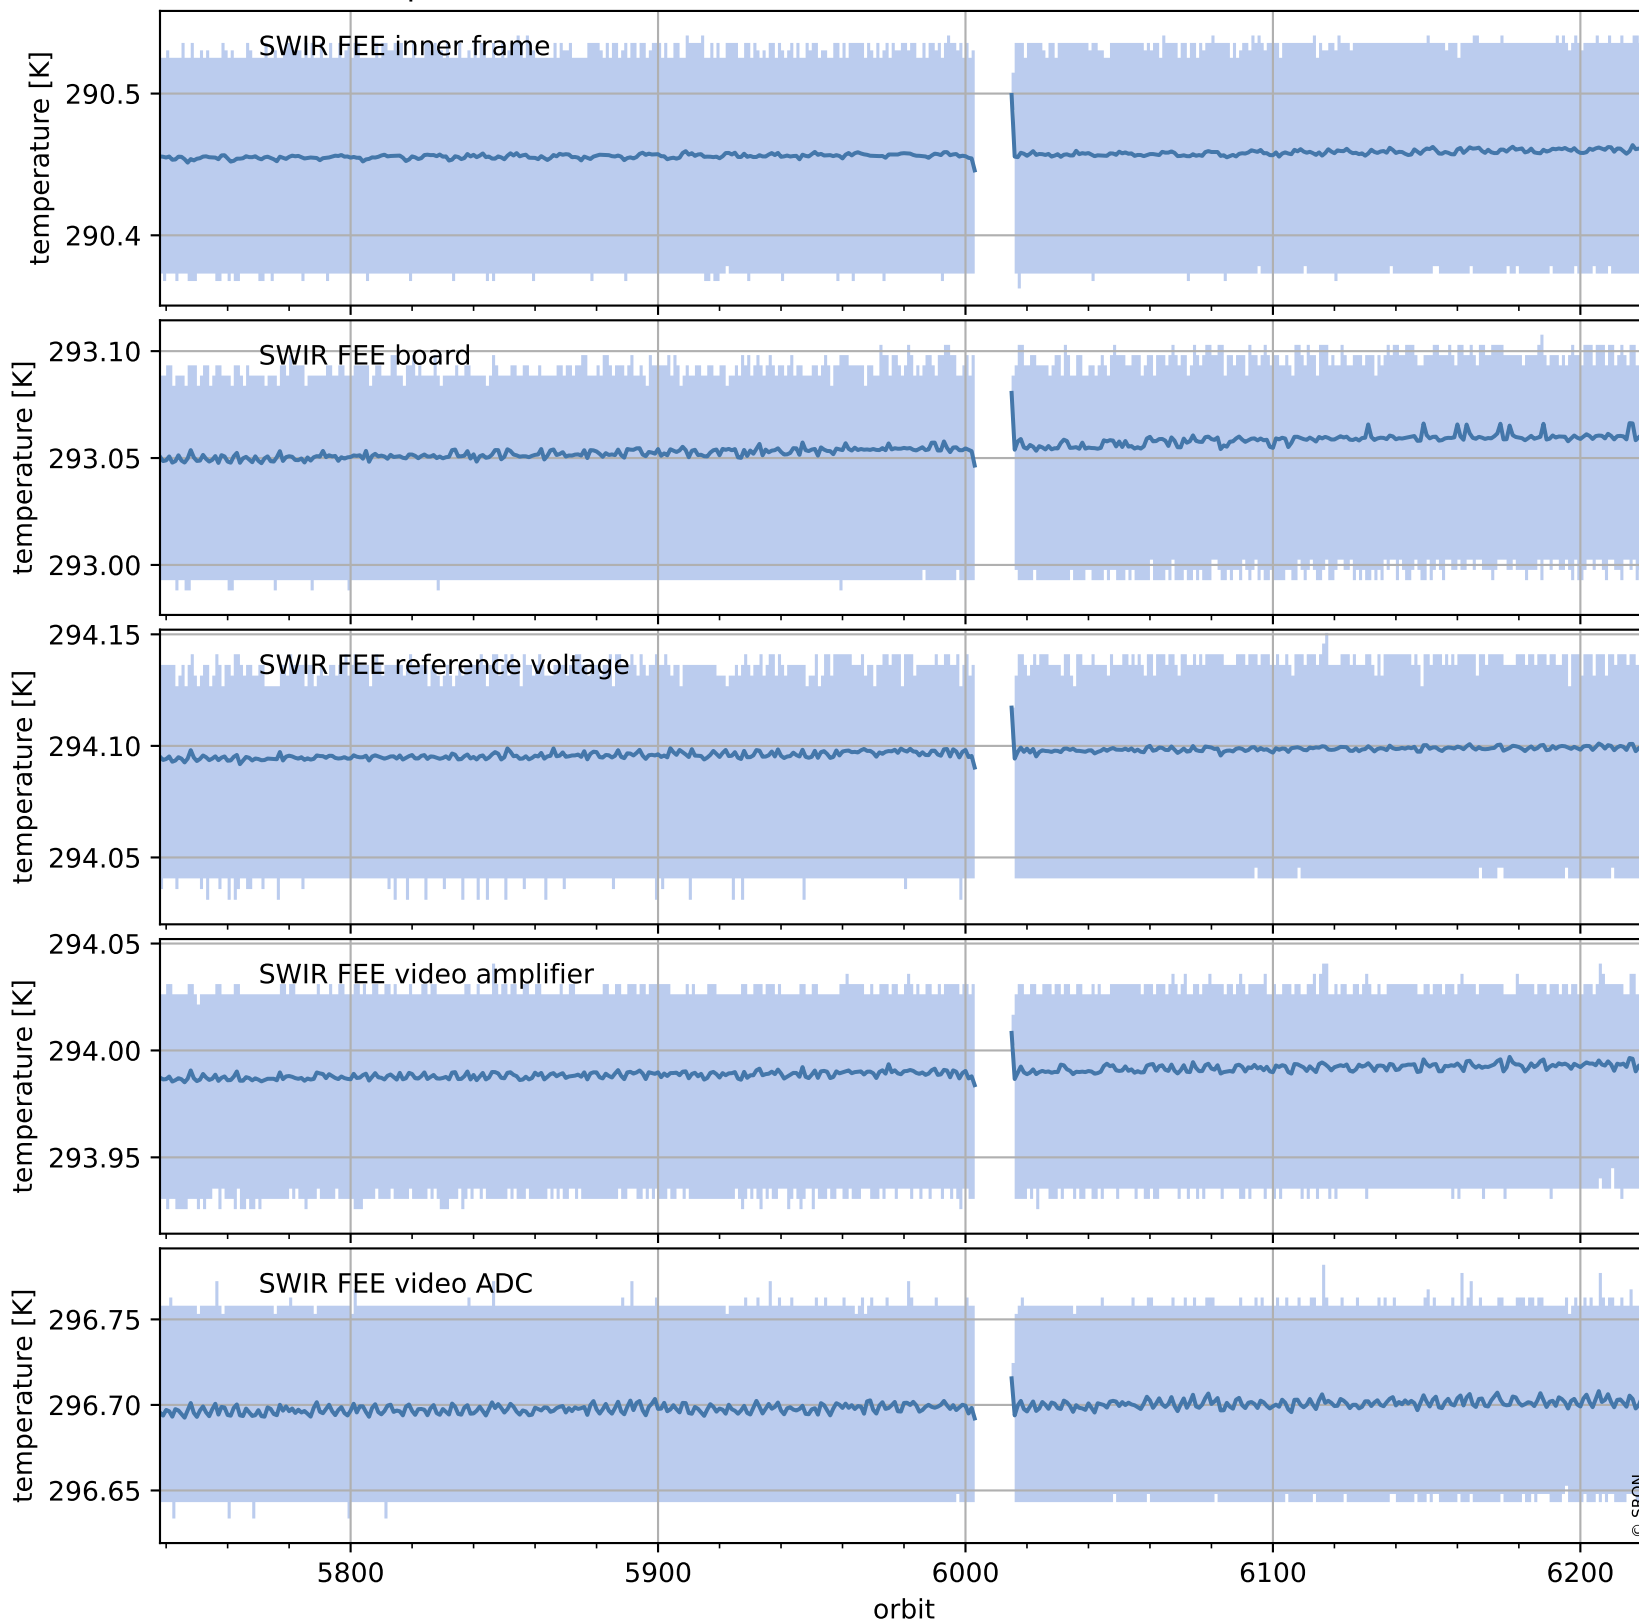 SWIR FEE inner frame
temperature [K]
290.5
290.4
SWIR FEE board
temperature [K]
293.10
293.05
293.00
SWIR FEE reference voltage
temperature [K]
294.15
294.10
294.05
SWIR FEE video amplifier
temperature [K]
294.05
294.00
293.95
SWIR FEE video ADC
temperature [K]
296.75
296.70
296.65
5800 5900 6000 6100 6200
orbit
© SRON